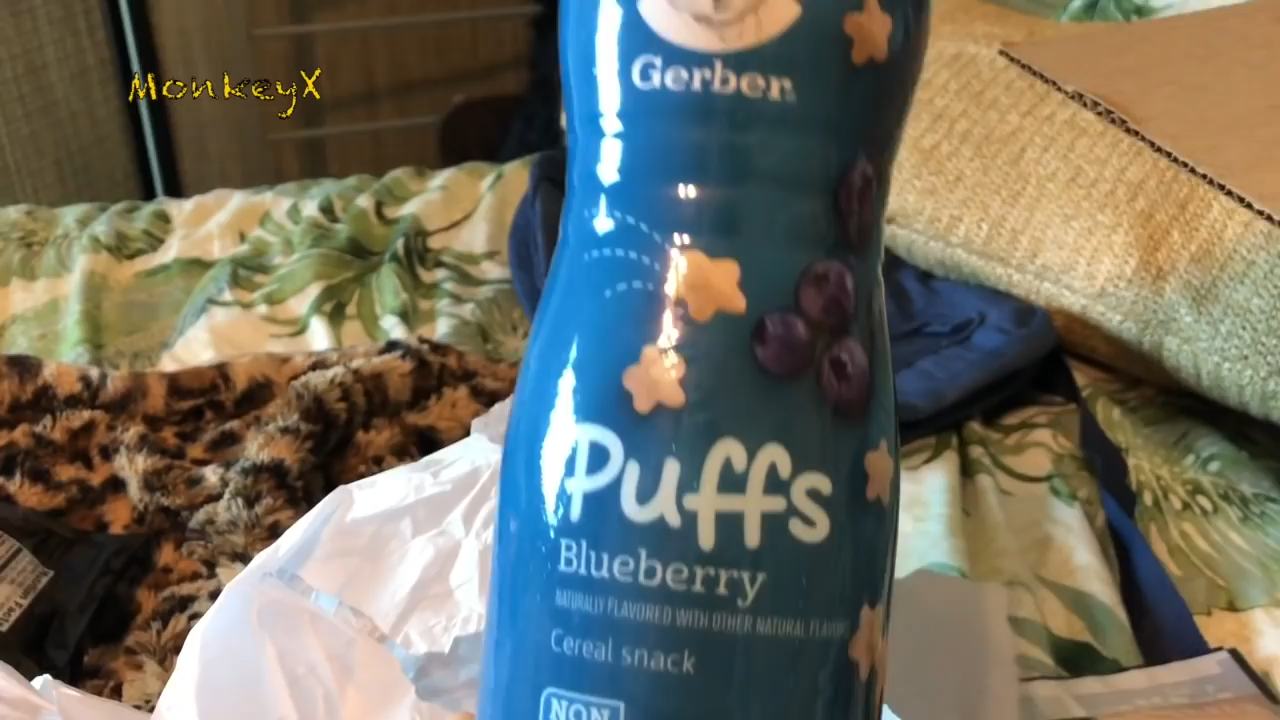 MonkeyX
Gerber.
Puffs
Blueberry
NATURALLY FLAVORED WITH OTHER NATURAL FLAVORS
Cereal snack
NON